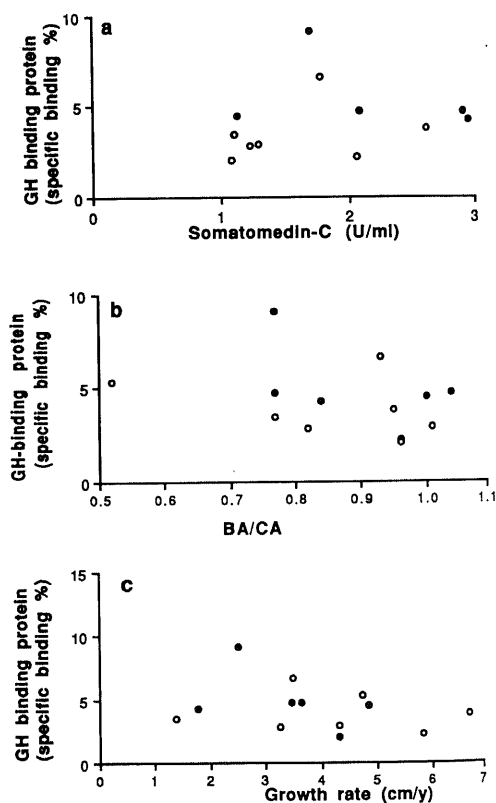 a
GH binding protein
(specific binding %)
10
5
0
0 1 2 3
Somatomedin-C (U/ml)
b
GH-binding protein
(specific binding %)
10
5
0
0.5 0.6 0.7 0.8 0.9 1.0 1.1
BA/CA
c
GH binding protein
(specific binding %)
15
10
5
0
0 1 2 3 4 5 6 7
Growth rate (cm/y)